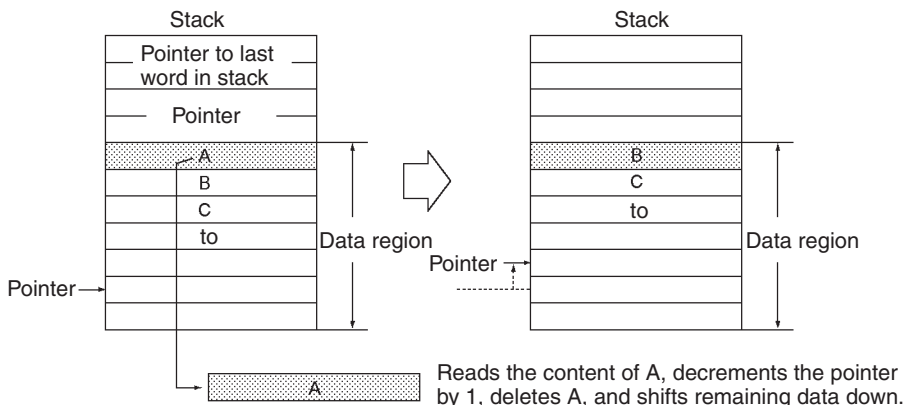 Stack
Pointer to last
word in stack
Pointer
A
B
C
to
Data region
Pointer
A
Stack
B
C
to
Data region
Pointer
Reads the content of A, decrements the pointer
by 1, deletes A, and shifts remaining data down.